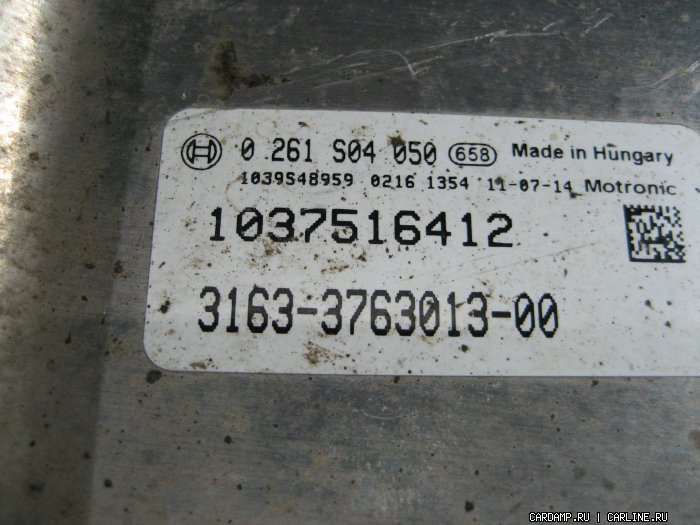 0 261 S04 050 658 Made in Hungary
1039S48959 0216 1354 11-07-14 Motronic
1037516412
3163-3763013-00
CARDAMP.RU | CARLINE.RU